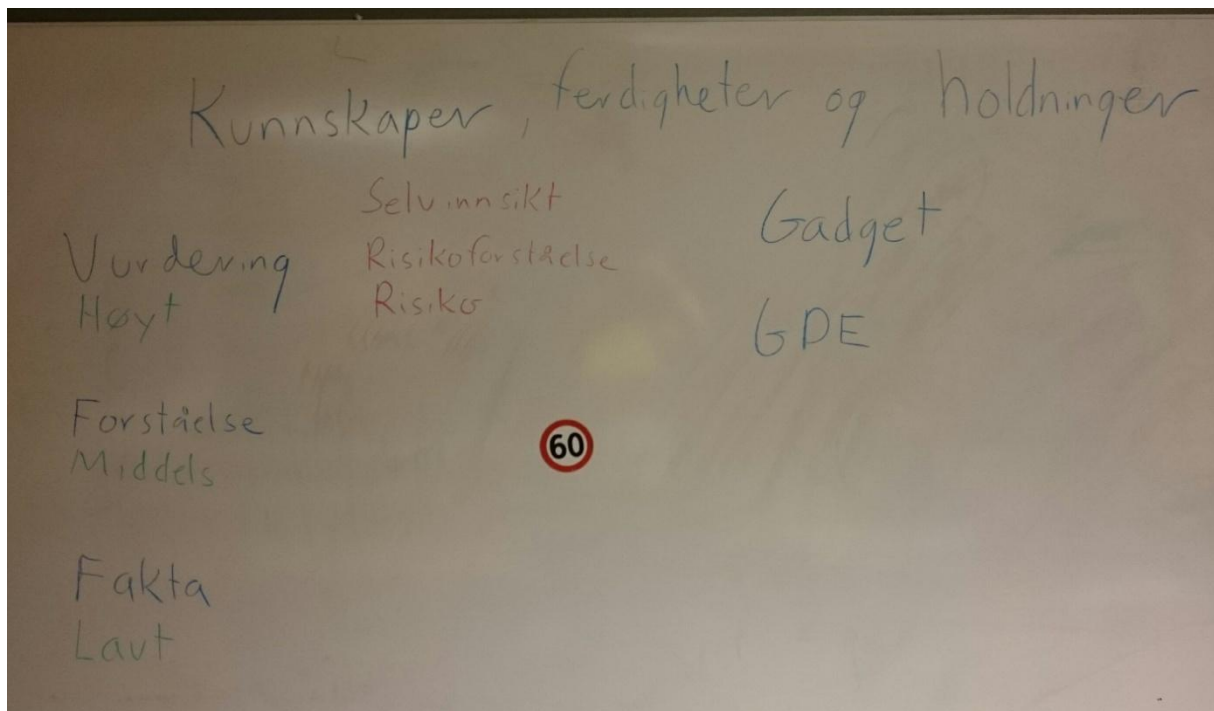 Kunnskaper, ferdigheter og holdninger
Selvinnsikt
Risikoforståelse
Risiko
Vurdering
Høyt
Forståelse
Middels
Fakta
Lavt
Gadget
GDE
60